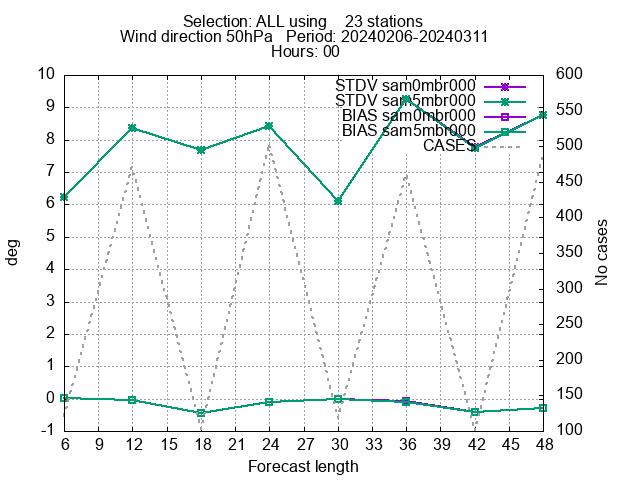 Selection: ALL using    23 stations
Wind direction 50hPa   Period: 20240206-20240311
Hours: 00
10
9
8
7
6
5
4
3
2
1
0
-1
deg
STDV sam0mbr000
STDV sam5mbr000
BIAS sam0mbr000
BIAS sam5mbr000
CASES
600
550
500
450
400
350
300
250
200
150
100
No cases
6 9 12 15 18 21 24 27 30 33 36 39 42 45 48
Forecast length